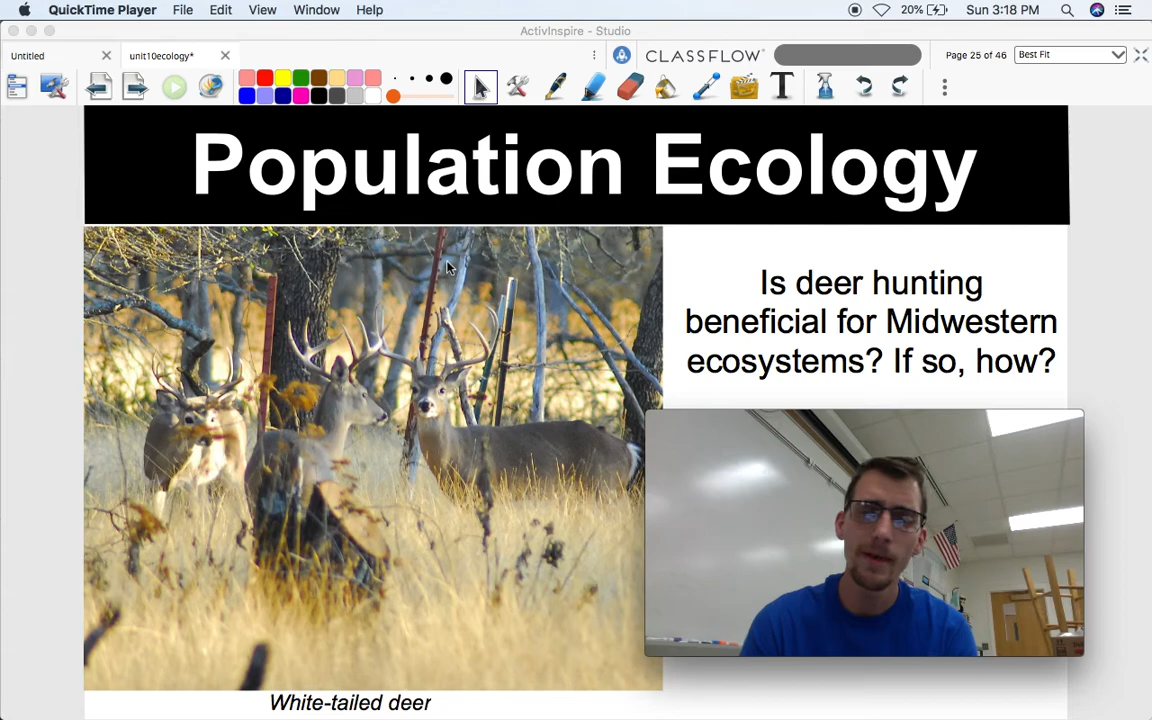 QuickTime Player File Edit View Window Help 20% Sun 3:18 PM
ActivInspire - Studio
Untitled unit10ecology*
CLASSFLOW Page 25 of 46 Best Fit
T
Population Ecology
Is deer hunting
beneficial for Midwestern
ecosystems? If so, how?
White-tailed deer